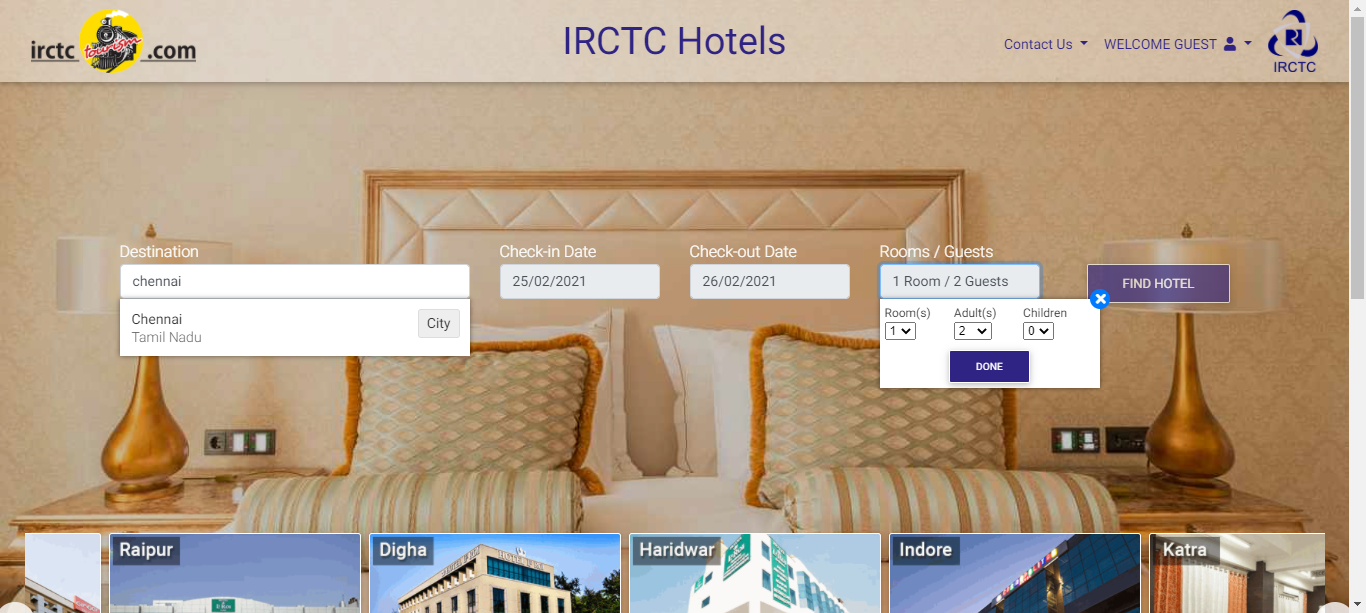 irctc tourism .com
IRCTC Hotels
Contact Us
WELCOME GUEST
IRCTC
Destination
Check-in Date
Check-out Date
Rooms / Guests
chennai
25/02/2021
26/02/2021
1 Room / 2 Guests
FIND HOTEL
Chennai
Tamil Nadu
City
Room(s)
Adult(s)
Children
1
2
0
DONE
Raipur
Digha
Haridwar
Indore
Katra